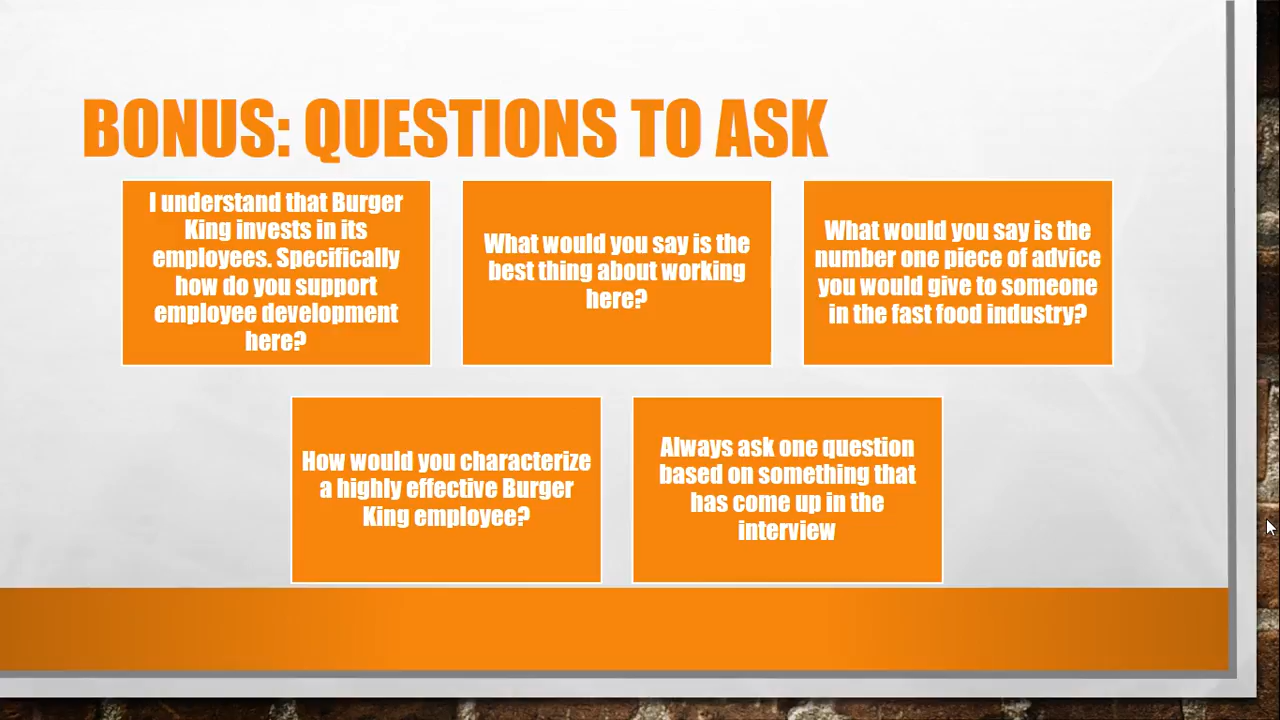 BONUS: QUESTIONS TO ASK
I understand that Burger
King invests in its
employees. Specifically
how do you support
employee development
here?
What would you say is the
best thing about working
here?
What would you say is the
number one piece of advice
you would give to someone
in the fast food industry?
How would you characterize
a highly effective Burger
King employee?
Always ask one question
based on something that
has come up in the
interview